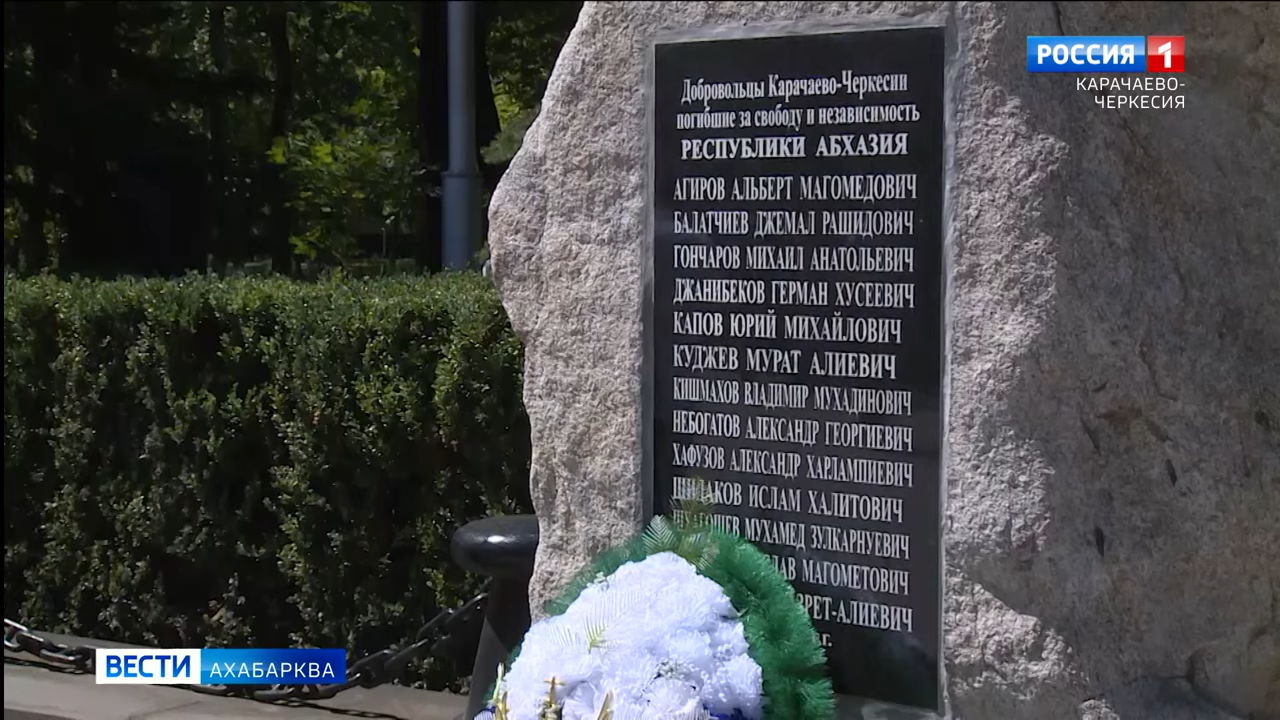 Добровольцы Карачаево-Черкесии
погибшие за свободу и независимость
РЕСПУБЛИКИ АБХАЗИЯ
АГИРОВ АЛЬБЕРТ МАГОМЕДОВИЧ
БАЛАТЧИЕВ ДЖЕМАЛ РАШИДОВИЧ
ГОНЧАРОВ МИХАИЛ АНАТОЛЬЕВИЧ
ДЖАНИБЕКОВ ГЕРМАН ХУСЕЕВИЧ
КАПОВ ЮРИЙ МИХАЙЛОВИЧ
КУДЖЕВ МУРАТ АЛИЕВИЧ
КИШМАХОВ ВЛАДИМИР МУХАДИНОВИЧ
НЕБОГАТОВ АЛЕКСАНДР ГЕОРГИЕВИЧ
ХАФУЗОВ АЛЕКСАНДР ХАРЛАМПИЕВИЧ
ИСЛАМ ХАЛИТОВИЧ
МУХАМЕД ЗУЛКАРНУЕВИЧ
МАГОМЕТОВИЧ
г.
РОССИЯ 1
КАРАЧАЕВО-
ЧЕРКЕСИЯ
ВЕСТИ АХАБАРКВА